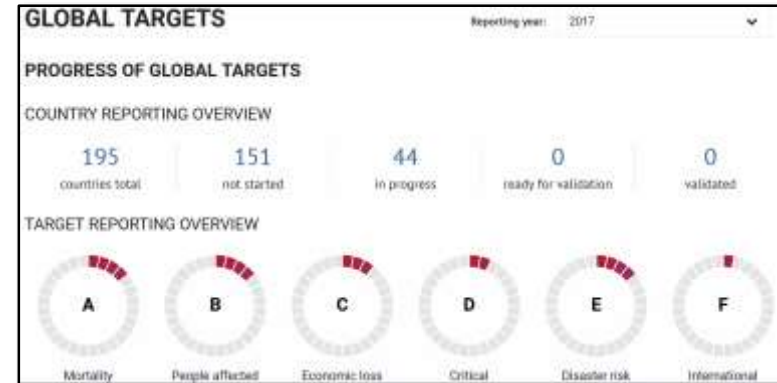 GLOBAL TARGETS
Reporting year: 2017
PROGRESS OF GLOBAL TARGETS
COUNTRY REPORTING OVERVIEW
195 151 44 0 0
countries total not started in progress ready for validation validated
TARGET REPORTING OVERVIEW
A B C D E F
Mortality People affected Economic loss Critical Disaster risk International